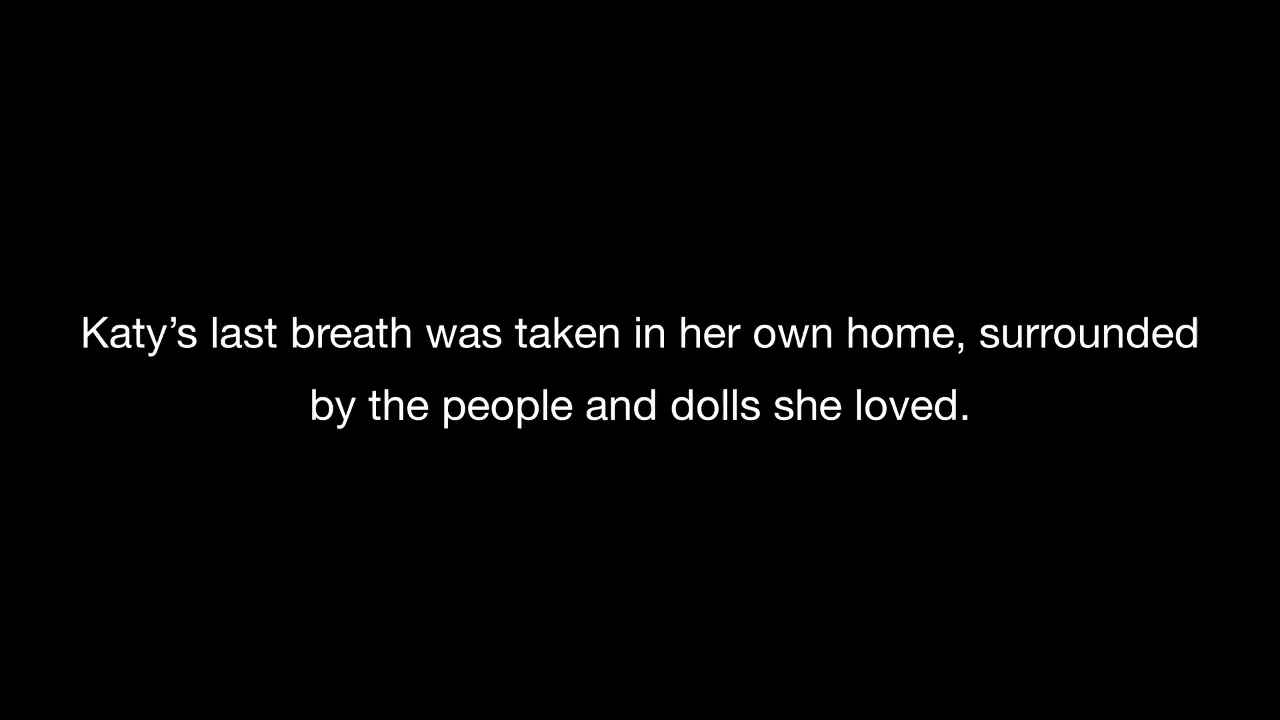 Katy’s last breath was taken in her own home, surrounded
by the people and dolls she loved.